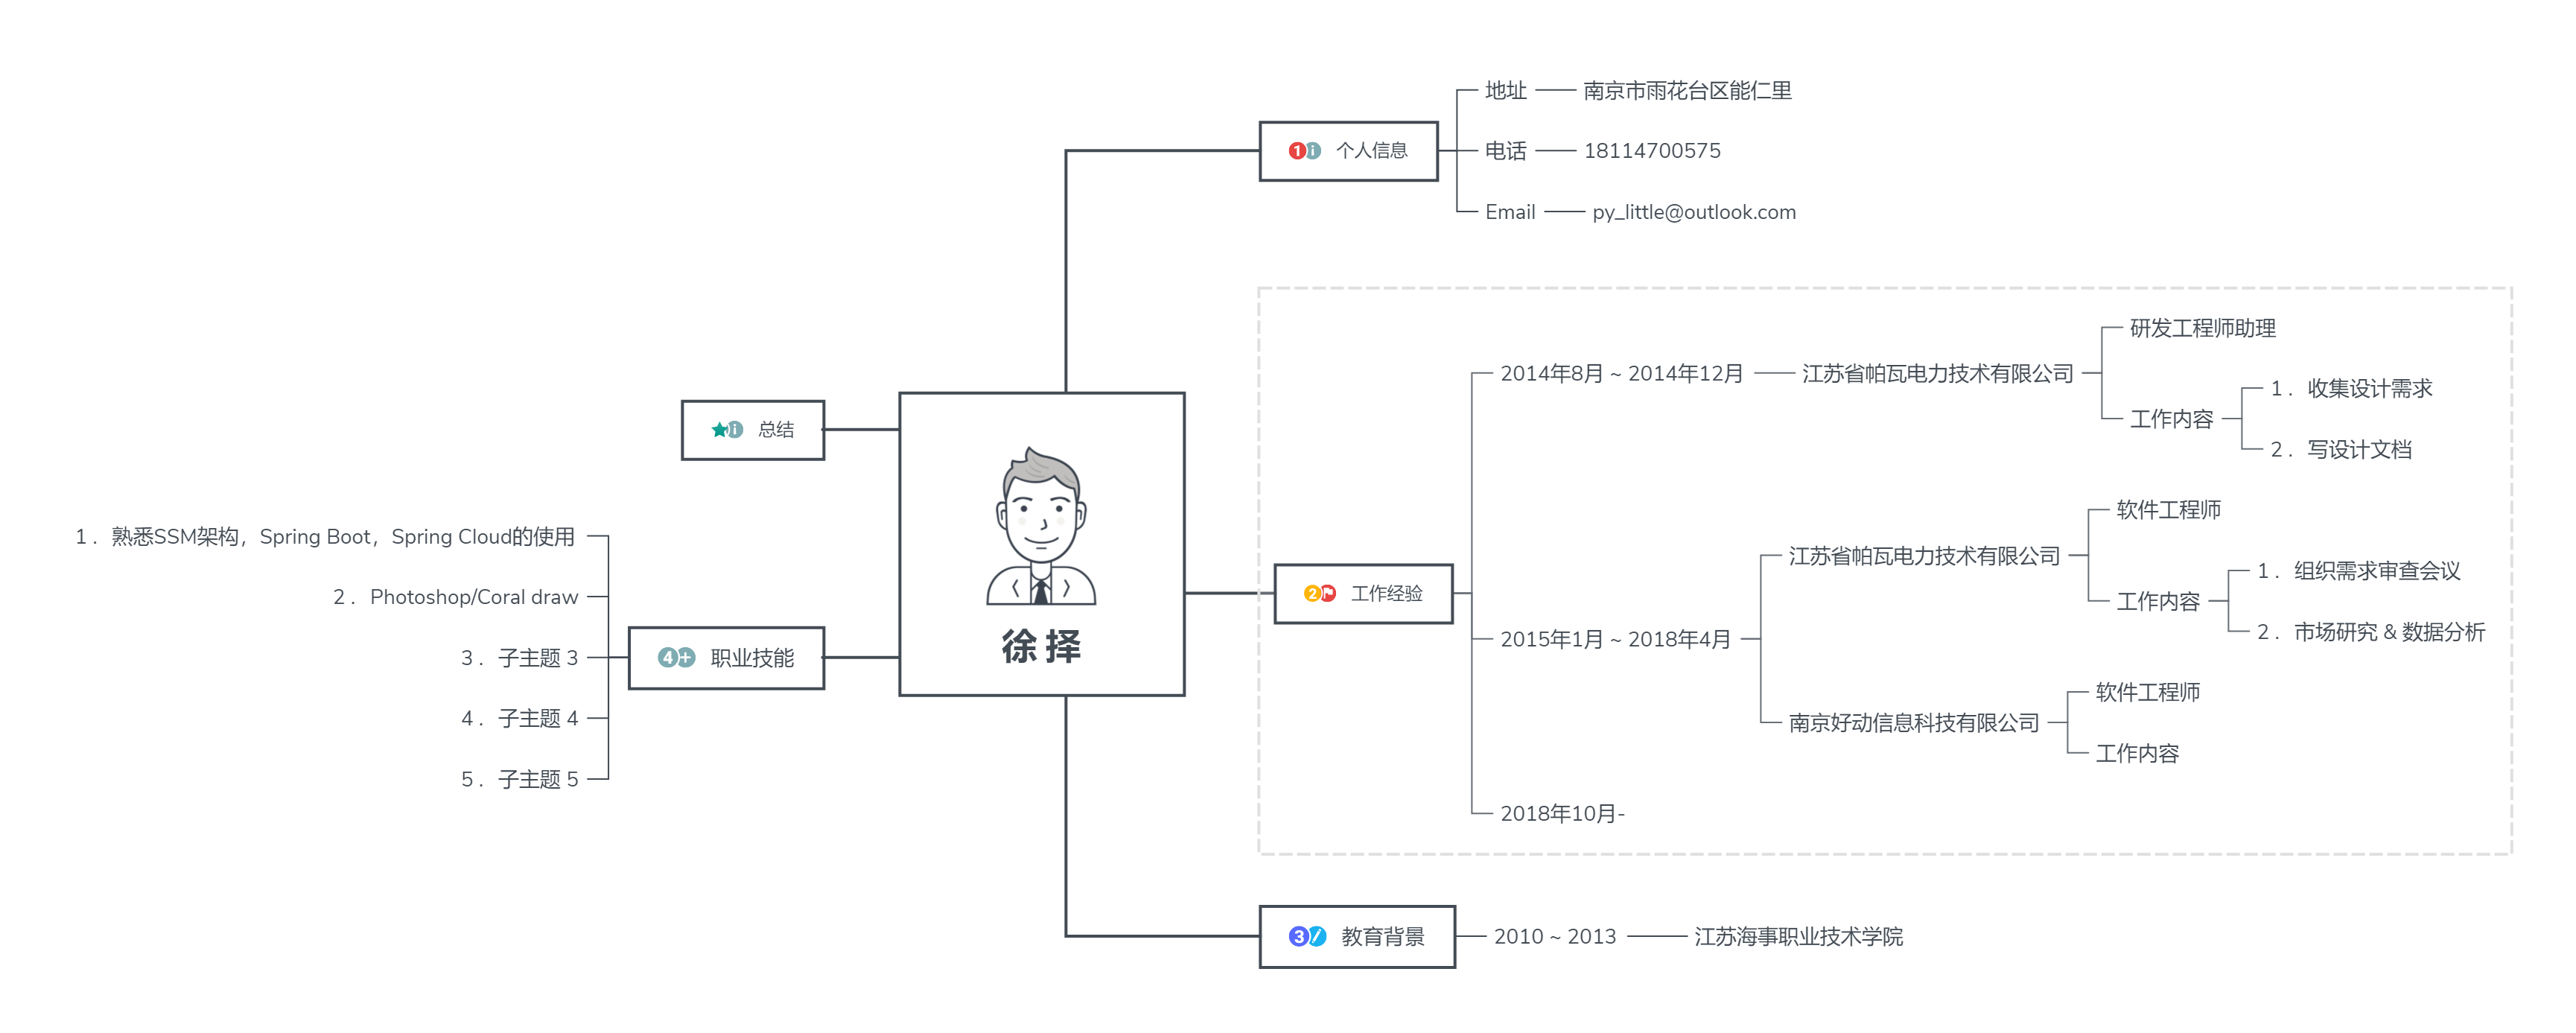 徐择
1 个人信息
地址
南京市雨花台区能仁里
电话
18114700575
Email
py_little@outlook.com
2 工作经验
2014年8月 ~ 2014年12月
江苏省帕瓦电力技术有限公司
研发工程师助理
工作内容
1. 收集设计需求
2. 写设计文档
2015年1月 ~ 2018年4月
江苏省帕瓦电力技术有限公司
软件工程师
工作内容
1. 组织需求审查会议
2. 市场研究 & 数据分析
南京好动信息科技有限公司
软件工程师
工作内容
2018年10月-
3 教育背景
2010 ~ 2013
江苏海事职业技术学院
4 职业技能
1. 熟悉SSM架构，Spring Boot，Spring Cloud的使用
2. Photoshop/Coral draw
3. 子主题 3
4. 子主题 4
5. 子主题 5
总结